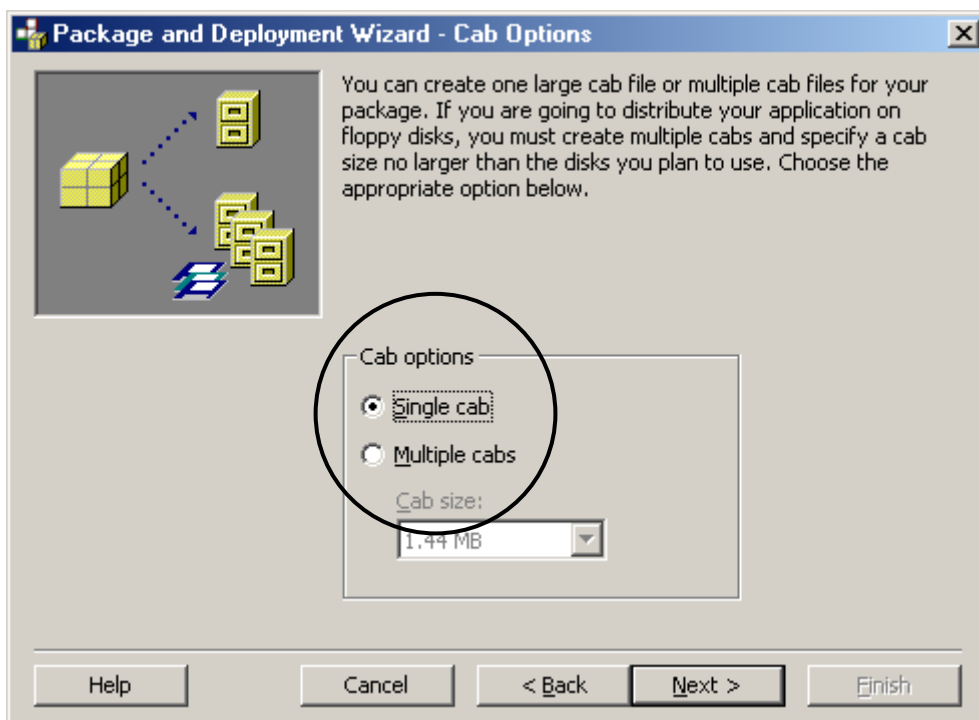 Package and Deployment Wizard - Cab Options
You can create one large cab file or multiple cab files for your
package. If you are going to distribute your application on
floppy disks, you must create multiple cabs and specify a cab
size no larger than the disks you plan to use. Choose the
appropriate option below.
Cab options
Single cab
Multiple cabs
Cab size:
1.44 MB
Help Cancel < Back Next > Finish